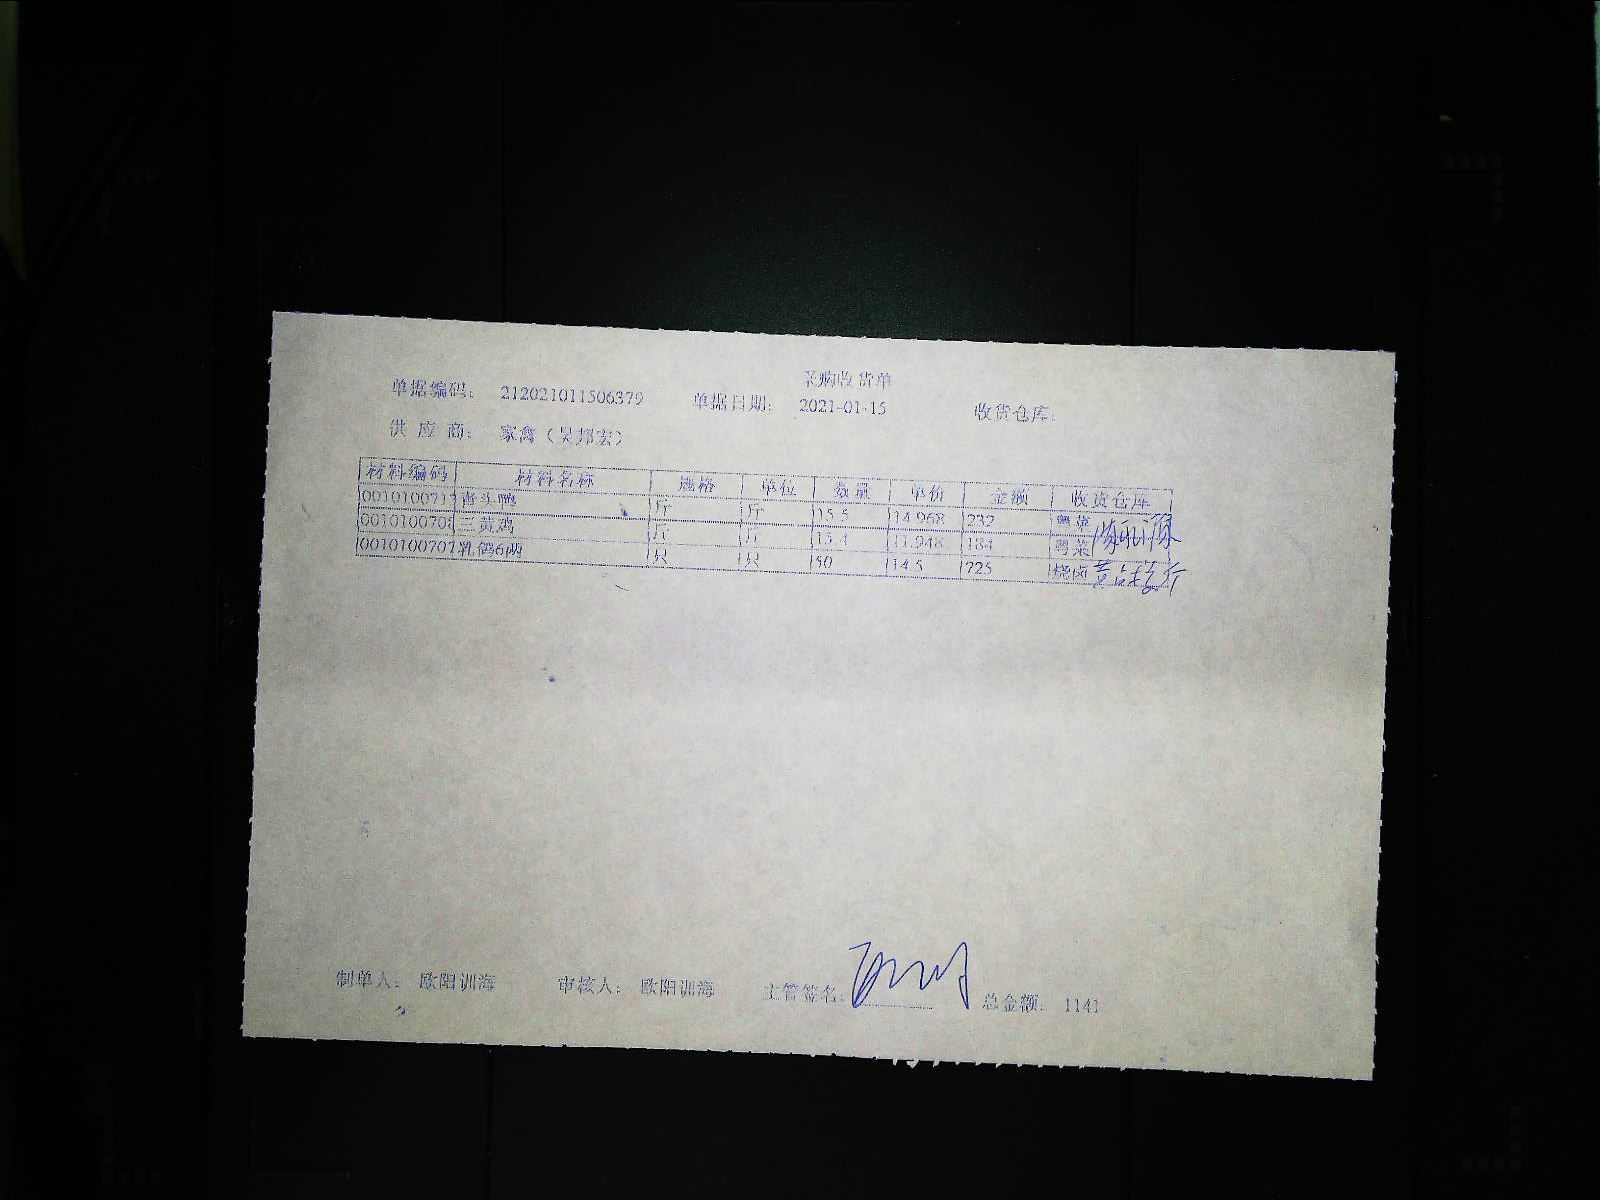 采购收货单
单据编码: 212021011506379 单据日期: 2021-01-15 收货仓库:
供应商: 家禽(吴邦宏)
材料编码 材料名称 规格 单位 数量 单价 金额 收货仓库
001010071 青头鸭 斤 斤 15.5 14.968 232 粤菜
001010070 三黄鸡 斤 斤 15.4 11.948 184 粤菜
001010070 乳鸽6两 只 只 50 14.5 725 烧卤
制单人: 欧阳训海 审核人: 欧阳训海 主管签名: 总金额: 1141